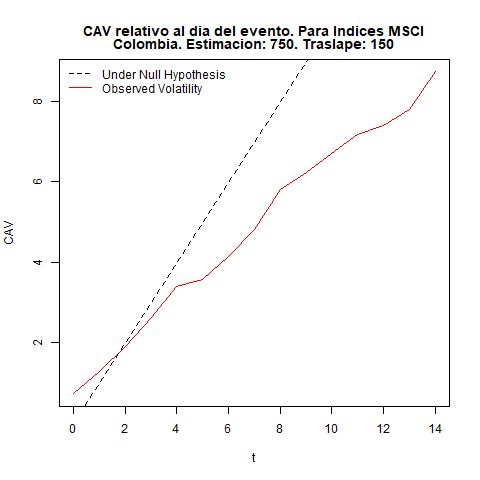 CAV relativo al dia del evento. Para Indices MSCI
Colombia. Estimacion: 750. Traslape: 150
Under Null Hypothesis
Observed Volatility
CAV
8
6
4
2
0 2 4 6 8 10 12 14
t